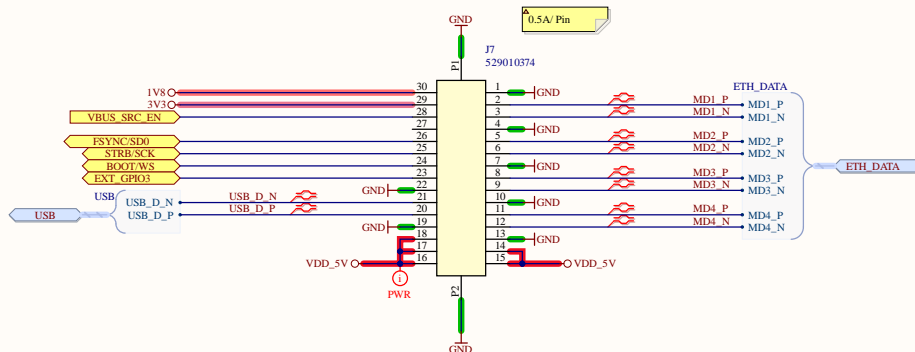 0.5A/ Pin
GND
J7
529010374
P1
1V8 30 1 GND
3V3 29 2 MD1_P ETH_DATA MD1_P
VBUS_SRC_EN 28 3 MD1_N MD1_N
27 4 GND
FSYNC/SD0 26 5 MD2_P MD2_P
STRB/SCK 25 6 MD2_N MD2_N
BOOT/WS 24 7 GND ETH_DATA
EXT_GPIO3 23 8 MD3_P MD3_P
GND 22 9 MD3_N MD3_N
USB USB_D_N USB_D_N 21 10 GND
USB USB_D_P USB_D_P 20 11 MD4_P MD4_P
GND 19 12 MD4_N MD4_N
18 13 GND
17 14
VDD_5V 16 15 VDD_5V
i
PWR
P2
GND